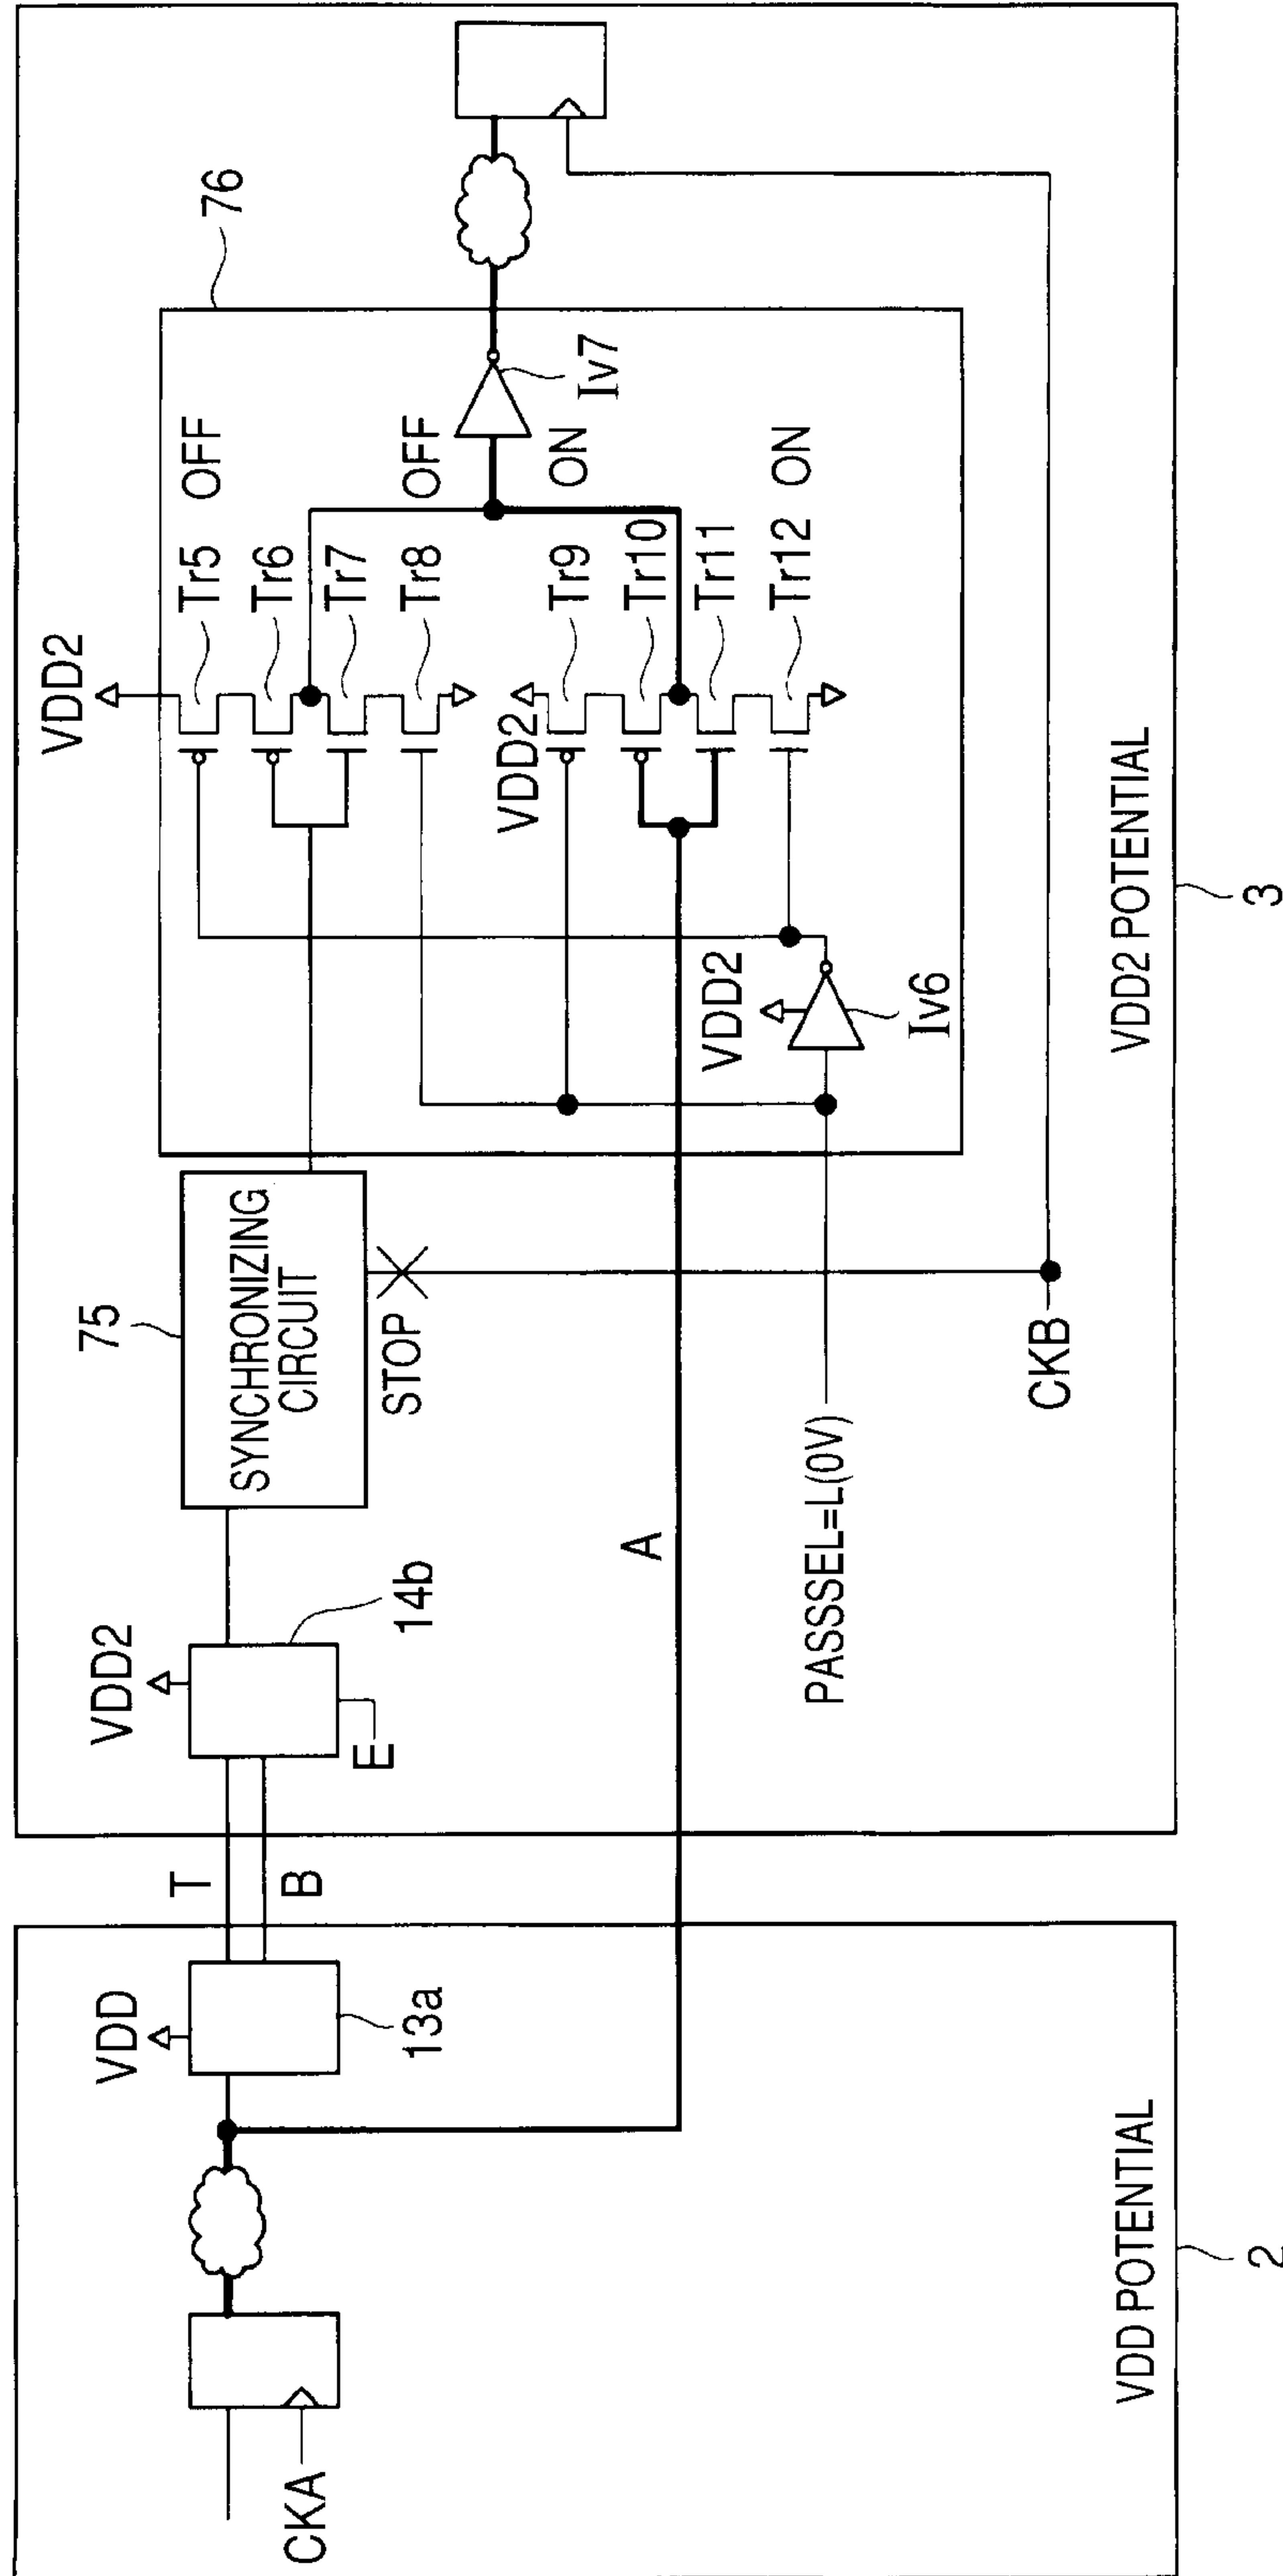 CKA
VDD
13a
T
B
VDD POTENTIAL
2
VDD2
14b
E
75
SYNCHRONIZING
CIRCUIT
STOP
A
PASSSEL=L(0V)
CKB
76
VDD2
Tr5 OFF
Tr6
Tr7
Tr8 OFF
VDD2
Tr9 ON
Tr10
Tr11
Tr12 ON
VDD2
Iv6
Iv7
VDD2 POTENTIAL
3